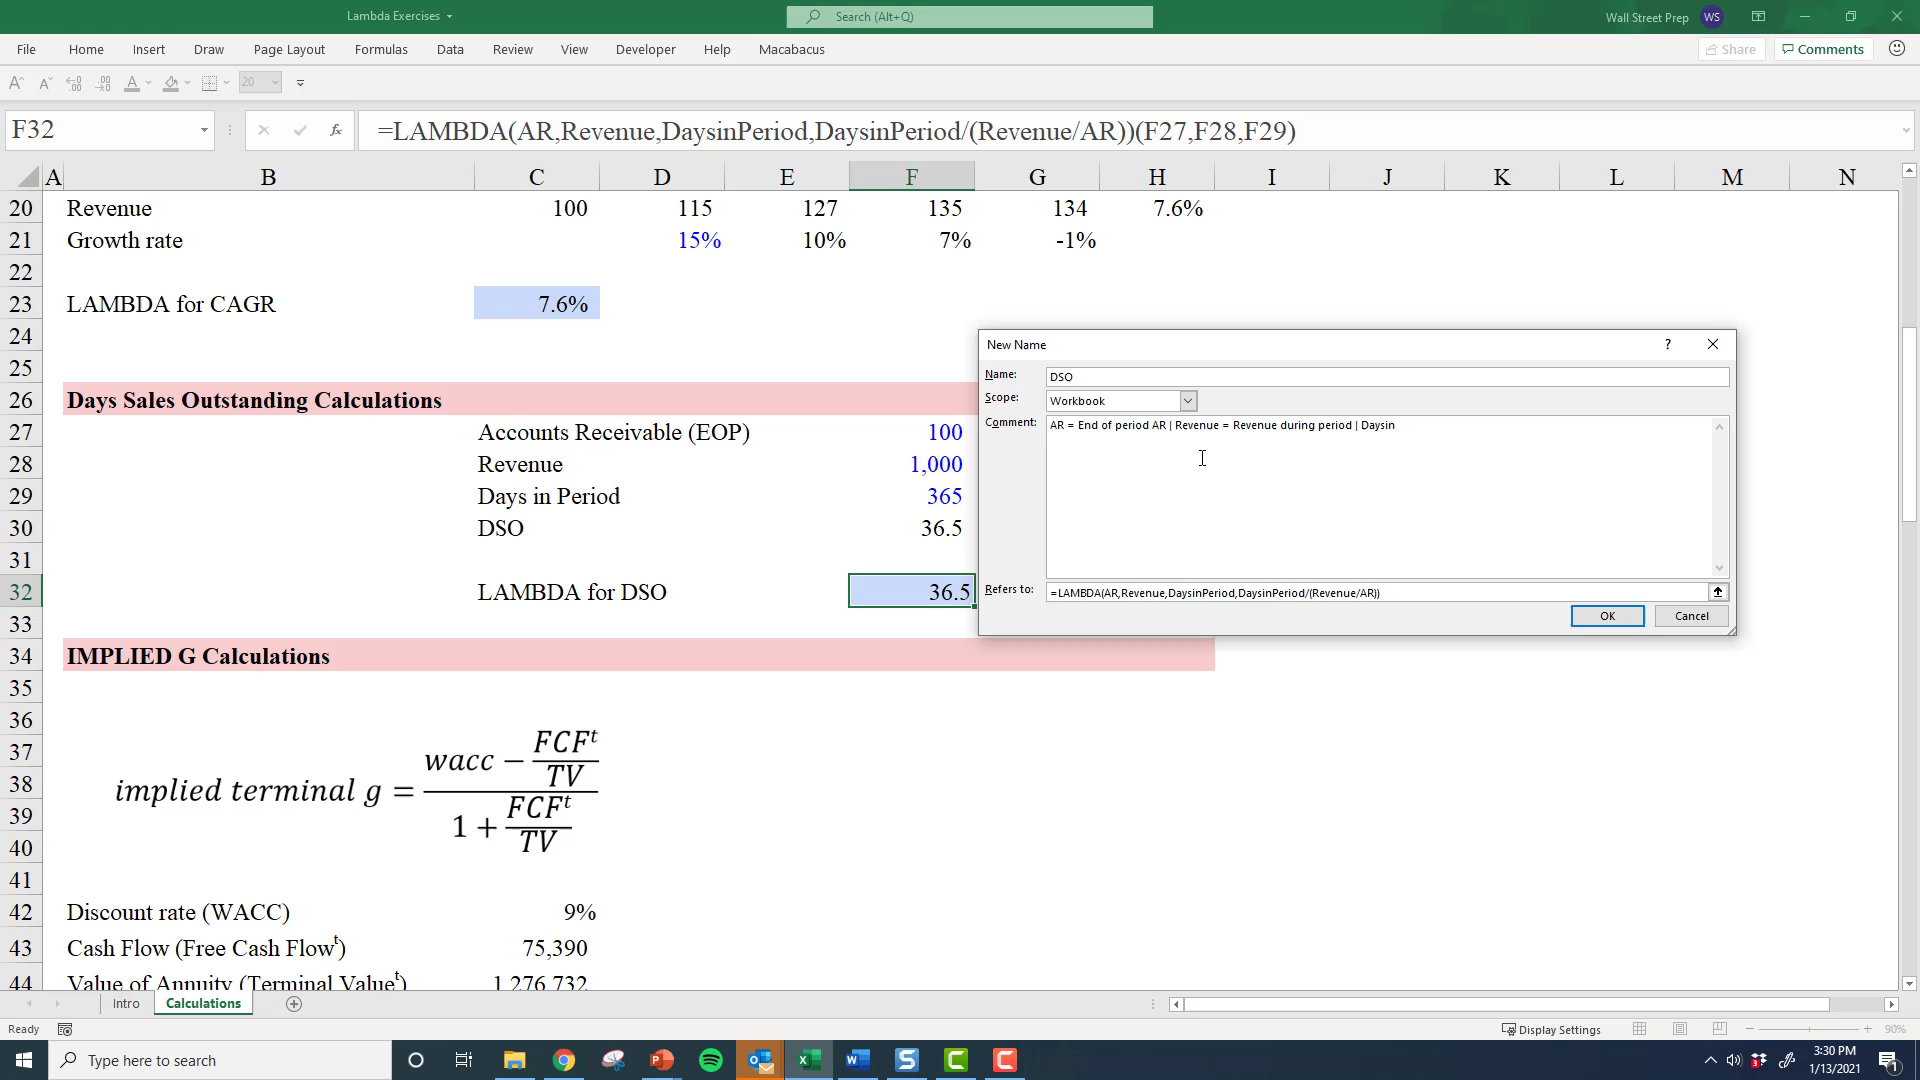 Lambda Exercises
Search (Alt+Q)
Wall Street Prep WS
File Home Insert Draw Page Layout Formulas Data Review View Developer Help Macabacus
Share Comments
20
F32 fx =LAMBDA(AR,Revenue,DaysinPeriod,DaysinPeriod/(Revenue/AR))(F27,F28,F29)
A B C D E F G H I J K L M N
20 Revenue 100 115 127 135 134 7.6%
21 Growth rate 15% 10% 7% -1%
22
23 LAMBDA for CAGR 7.6%
24
25
26 Days Sales Outstanding Calculations
27 Accounts Receivable (EOP) 100
28 Revenue 1,000
29 Days in Period 365
30 DSO 36.5
31
32 LAMBDA for DSO 36.5
33
34 IMPLIED G Calculations
35
36
37
38
39
40
41
implied terminal g = wacc − FCFᵗ/TV
1 + FCFᵗ/TV
42 Discount rate (WACC) 9%
43 Cash Flow (Free Cash Flowᵗ) 75,390
44 Value of Annuity (Terminal Valueᵗ) 1,276,732
New Name ?
Name: DSO
Scope: Workbook
Comment: AR = End of period AR | Revenue = Revenue during period | Daysin
Refers to: =LAMBDA(AR,Revenue,DaysinPeriod,DaysinPeriod/(Revenue/AR))
OK Cancel
Intro Calculations
Ready Display Settings 90%
Type here to search
3:30 PM
1/13/2021